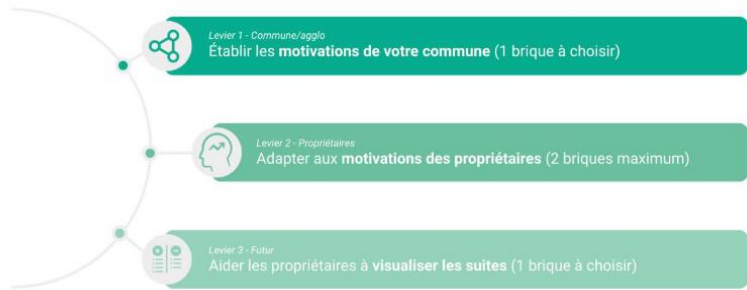 Levier 1 - Commune/agglo
Établir les motivations de votre commune (1 brique à choisir)
Levier 2 - Propriétaires
Adapter aux motivations des propriétaires (2 briques maximum)
Levier 3 - Futur
Aider les propriétaires à visualiser les suites (1 brique à choisir)